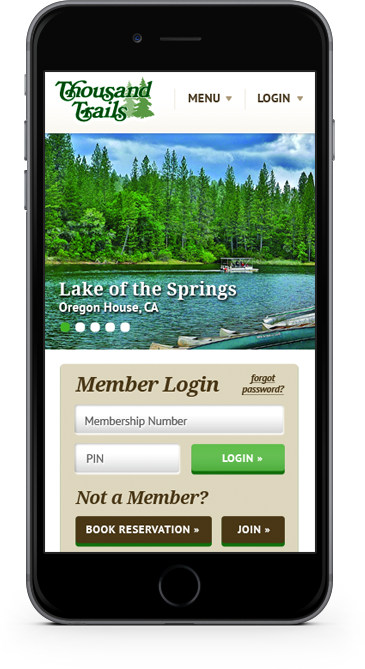 Thousand
Trails
MENU
LOGIN
Lake of the Springs
Oregon House, CA
Member Login
forgot
password?
Membership Number
PIN
LOGIN »
Not a Member?
BOOK RESERVATION »
JOIN »